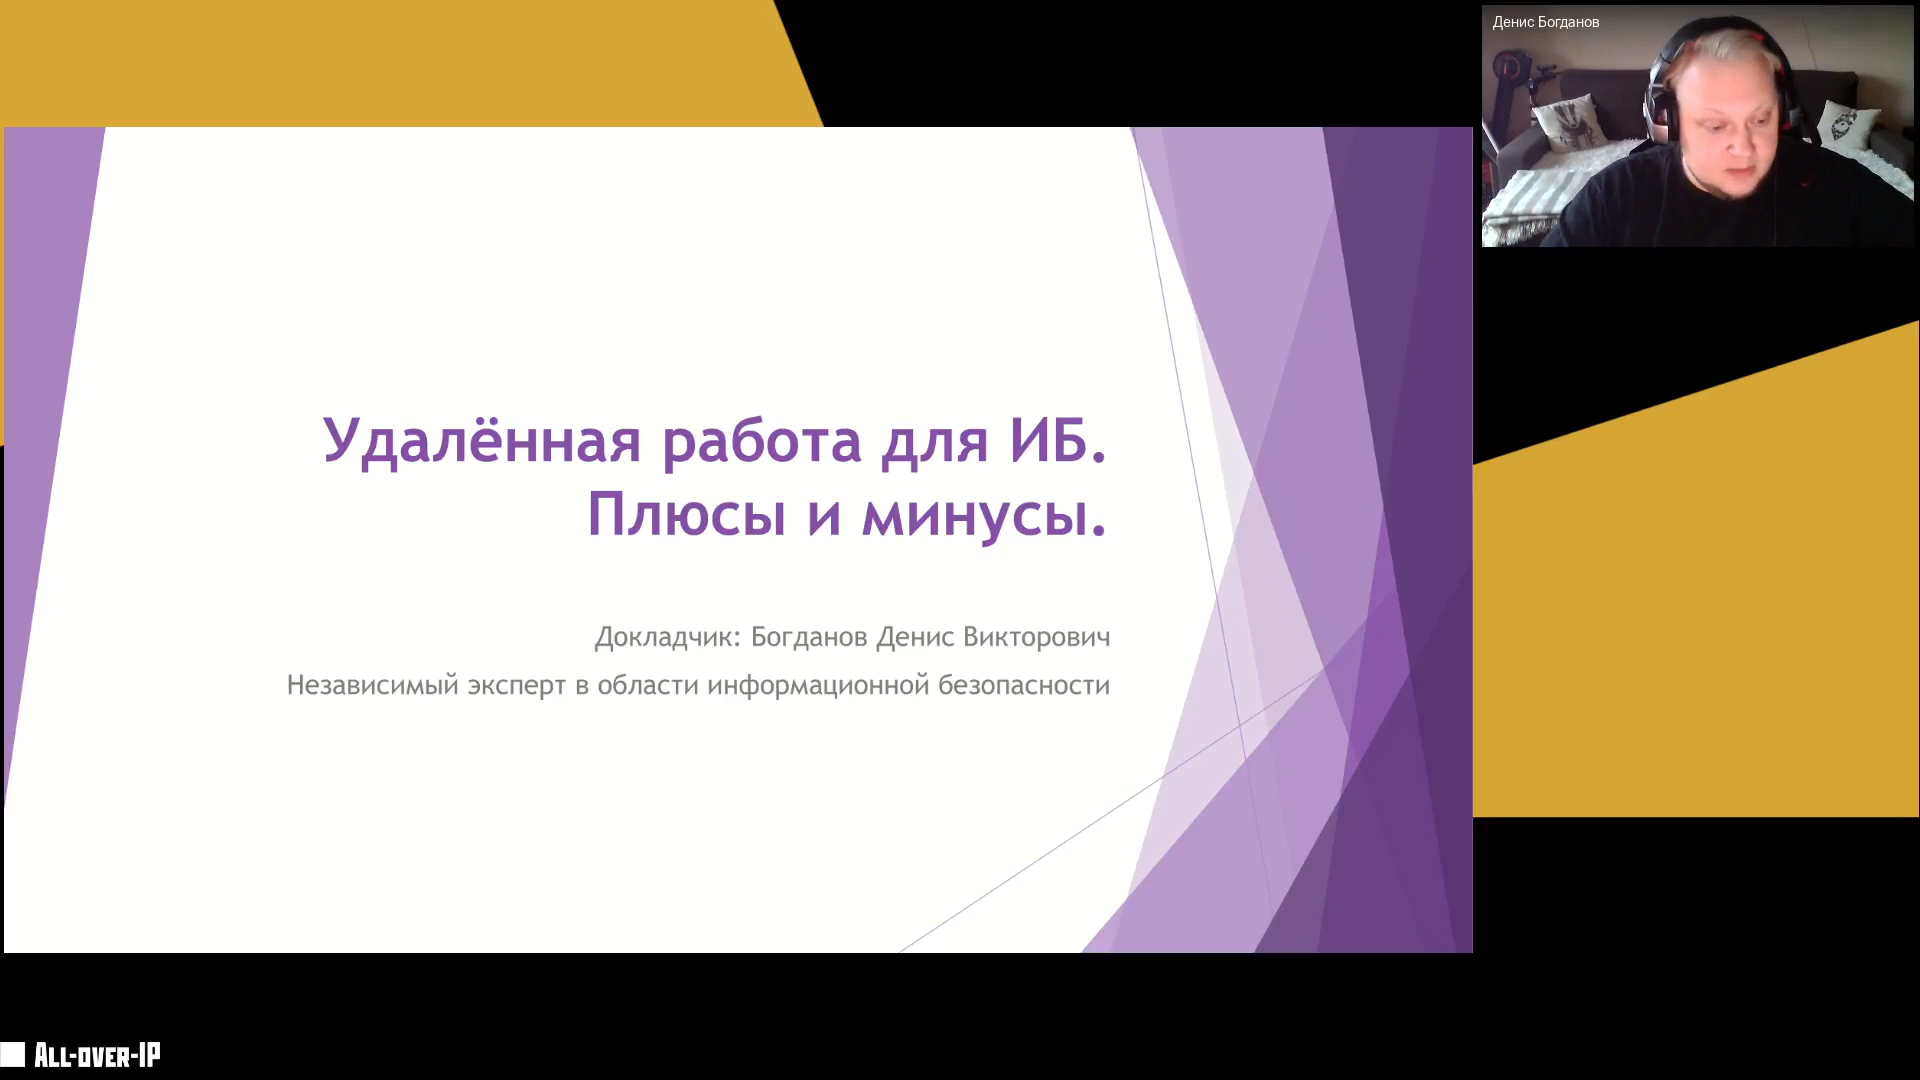 Денис Богданов
Удалённая работа для ИБ.
Плюсы и минусы.
Докладчик: Богданов Денис Викторович
Независимый эксперт в области информационной безопасности
ALL-OVER-IP